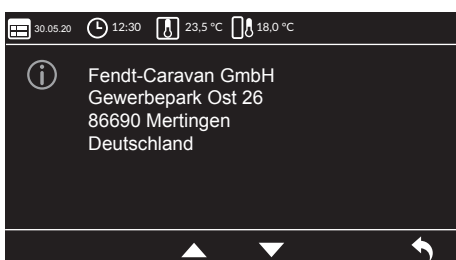 30.05.20 12:30 23,5 °C 18,0 °C
Fendt-Caravan GmbH
Gewerbepark Ost 26
86690 Mertingen
Deutschland